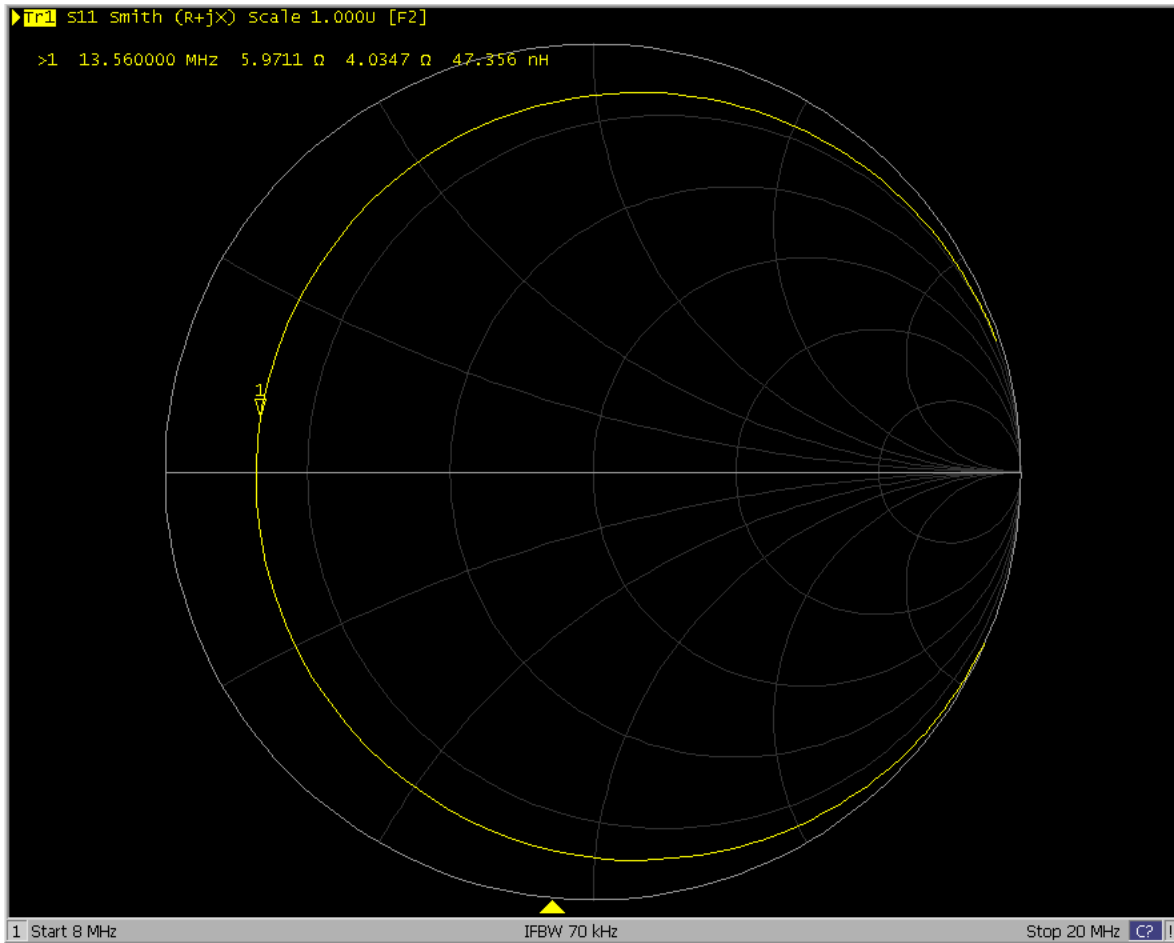 Tr1 S11 Smith (R+jX) Scale 1.000U [F2]
>1 13.560000 MHz 5.9711 Ω 4.0347 Ω 47.356 nH
1
1 Start 8 MHz IFBW 70 kHz Stop 20 MHz C? !